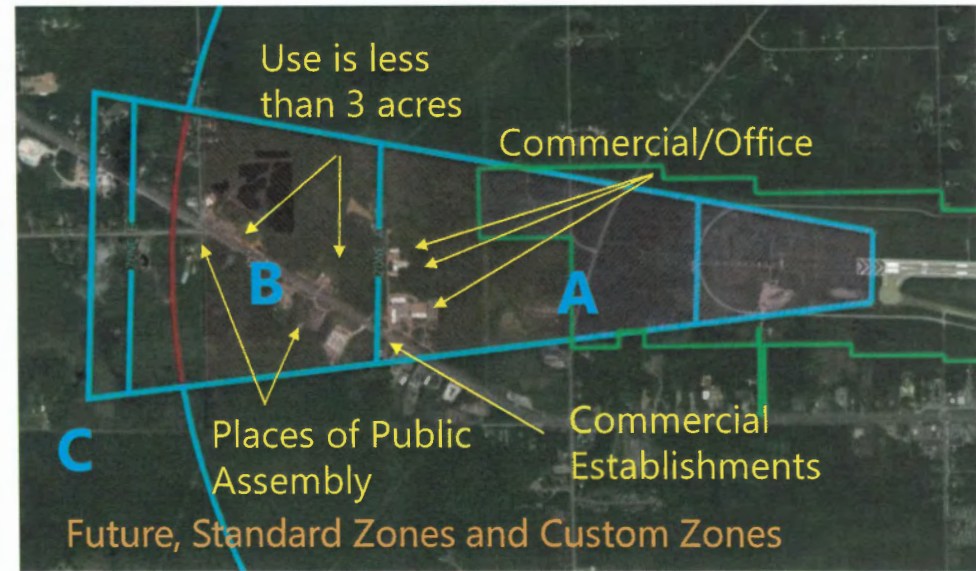 Use is less
than 3 acres
Commercial/Office
B
A
Places of Public
Assembly
Commercial
Establishments
C
Future, Standard Zones and Custom Zones